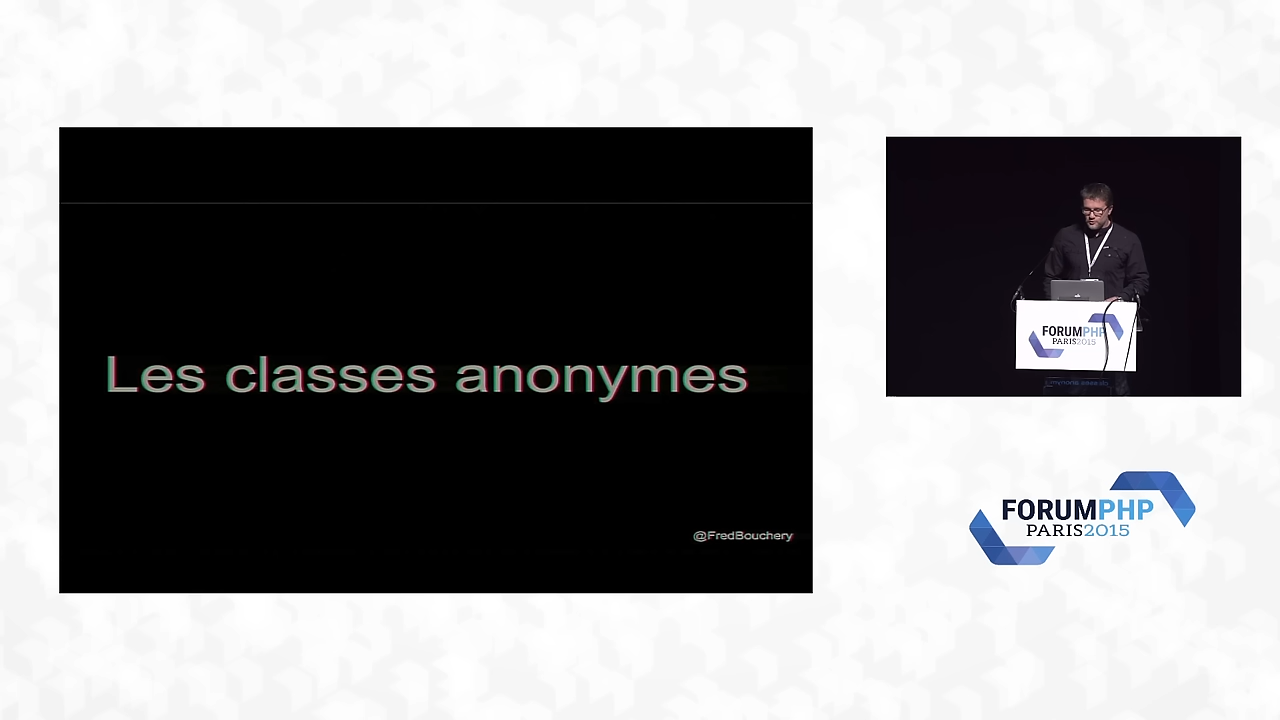 Les classes anonymes
@FredBouchery
FORUMPHP
PARIS2015
FORUMPHP
PARIS2015